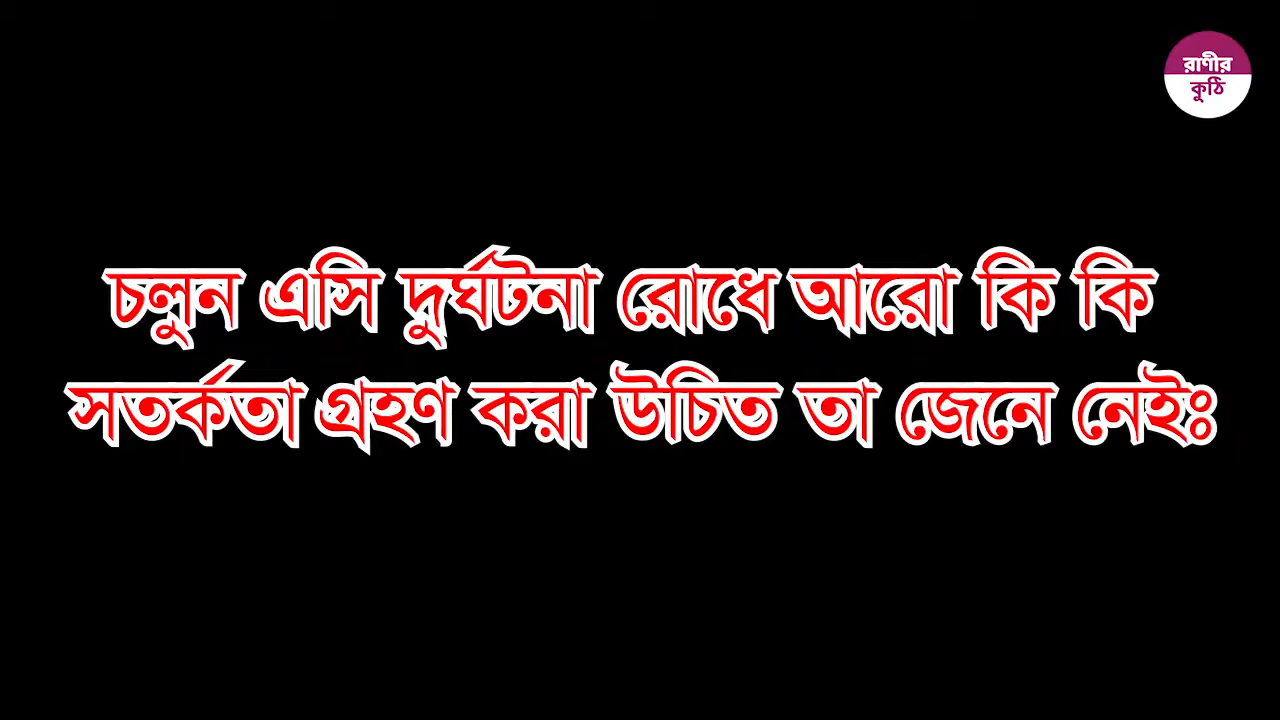 রাণীর
কুঠি
চলুন এসি দুর্ঘটনা রোধে আরো কি কি
সতর্কতা গ্রহণ করা উচিত তা জেনে নেইঃ